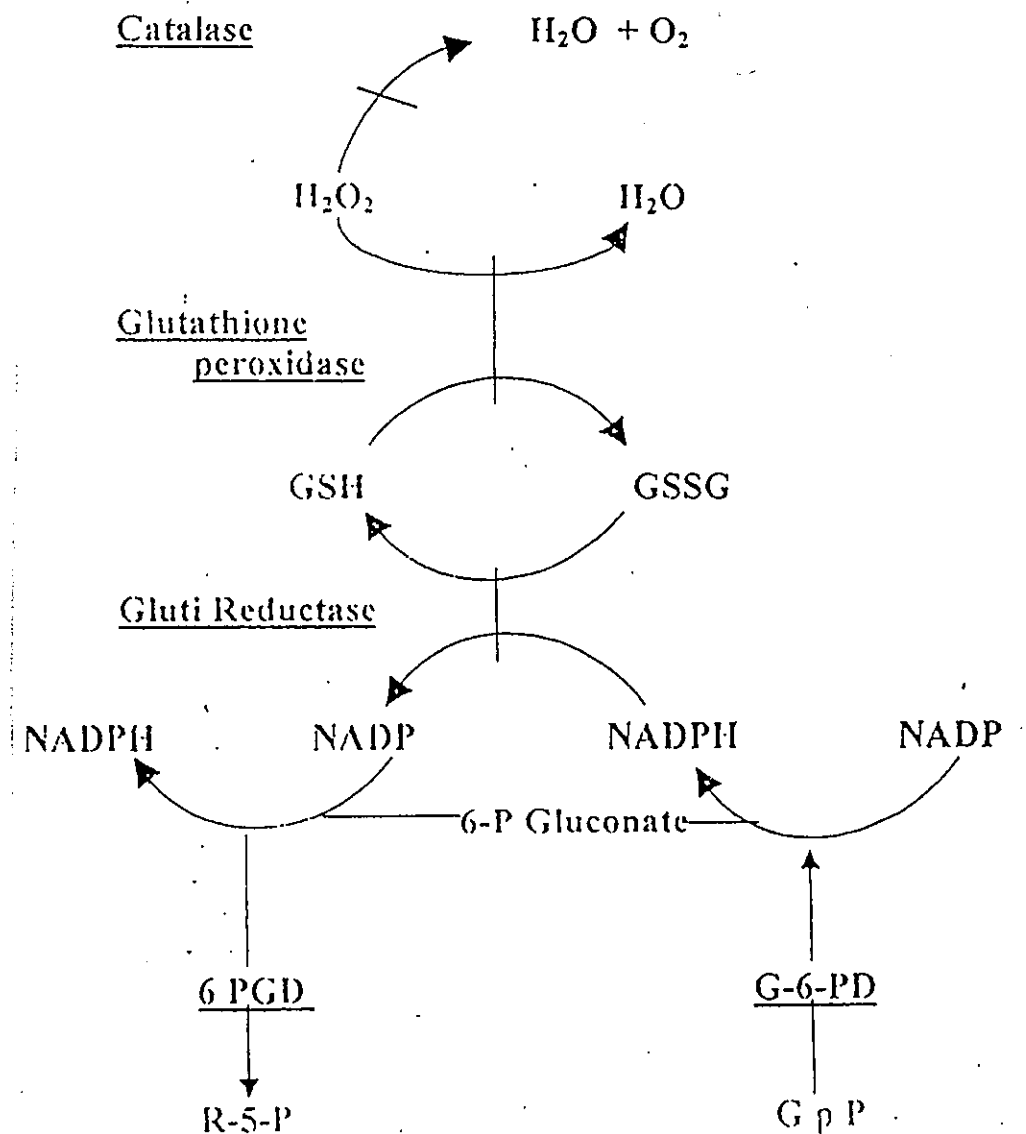 Catalase H₂O + O₂
H₂O₂ H₂O
Glutathione
peroxidase
GSH GSSG
Gluti Reductase
NADPH NADP NADPH NADP
6-P Gluconate
6 PGD G-6-PD
R-5-P G p P